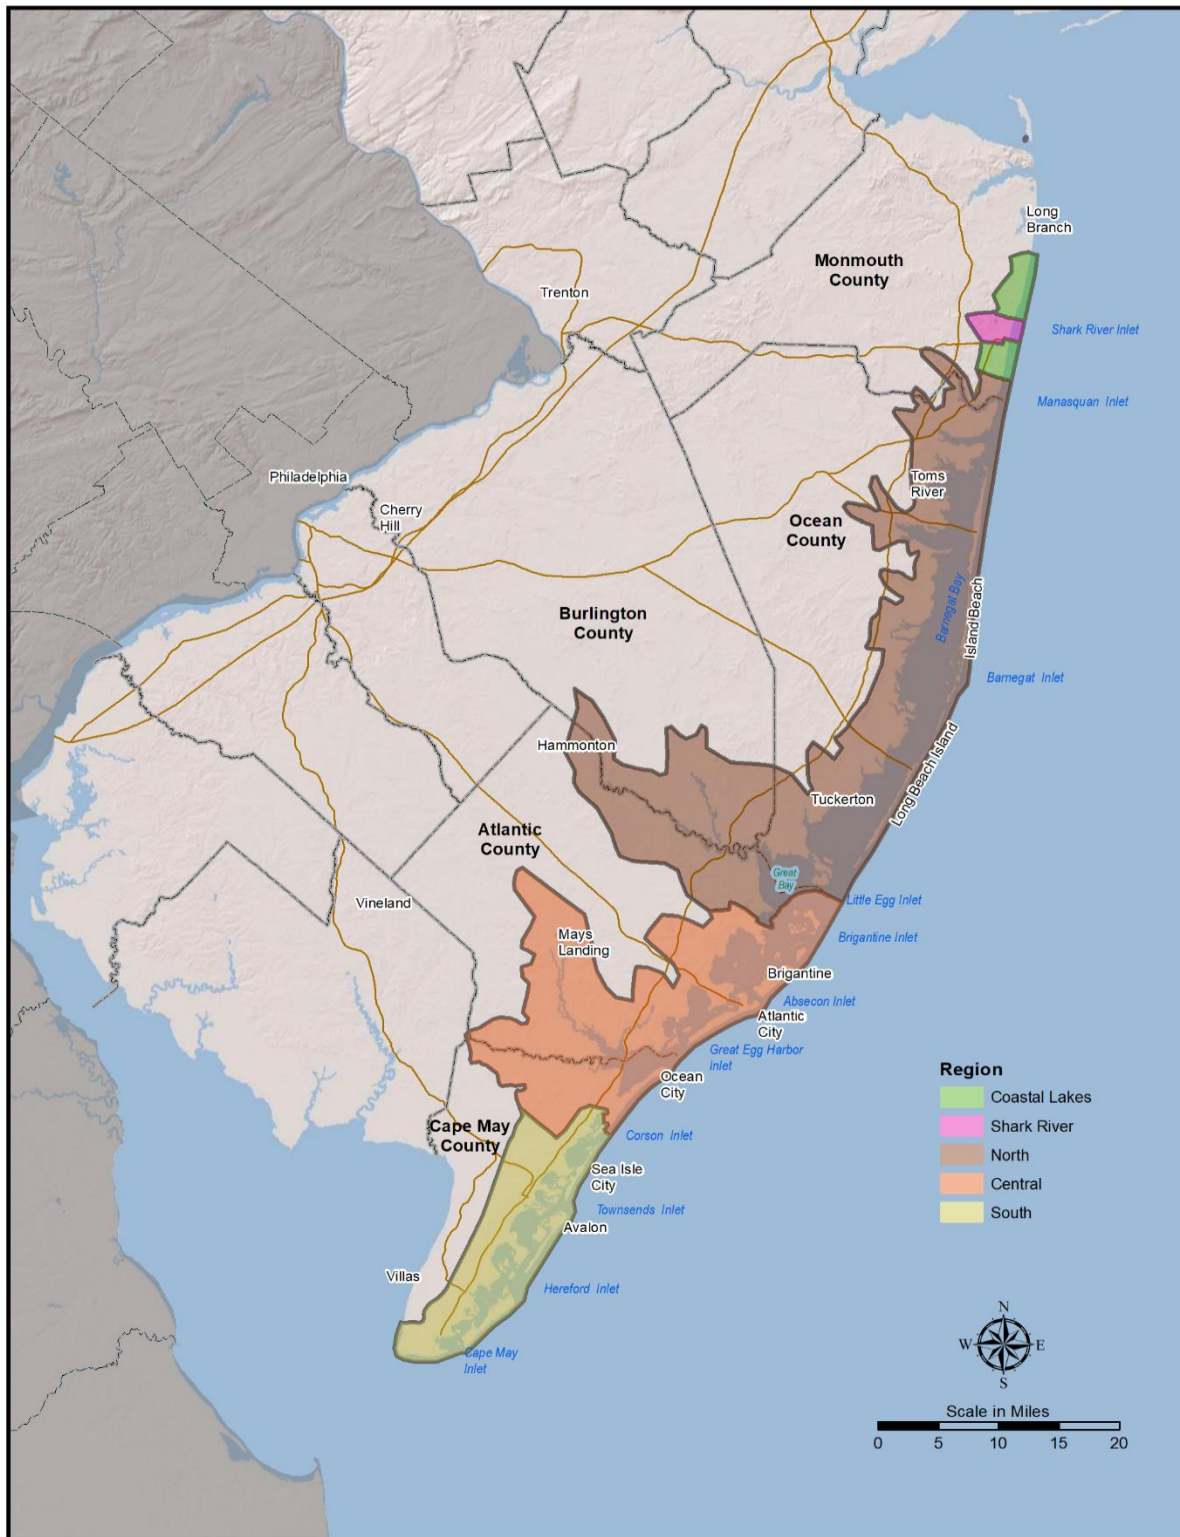 Long
Branch
Monmouth
County
Trenton
Shark River Inlet
Manasquan Inlet
Philadelphia
Toms
River
Cherry
Hill
Ocean
County
Barnegat Bay
Island Beach
Burlington
County
Barnegat Inlet
Hammonton
Long Beach Island
Tuckerton
Atlantic
County
Great
Bay
Little Egg Inlet
Vineland
Mays
Landing
Brigantine Inlet
Brigantine
Absecon Inlet
Atlantic
City
Great Egg Harbor
Inlet
Ocean
City
Cape May
County
Corson Inlet
Sea Isle
City
Townsends Inlet
Avalon
Villas
Hereford Inlet
Cape May
Inlet
Region
Coastal Lakes
Shark River
North
Central
South
N
W
E
S
Scale in Miles
0 5 10 15 20